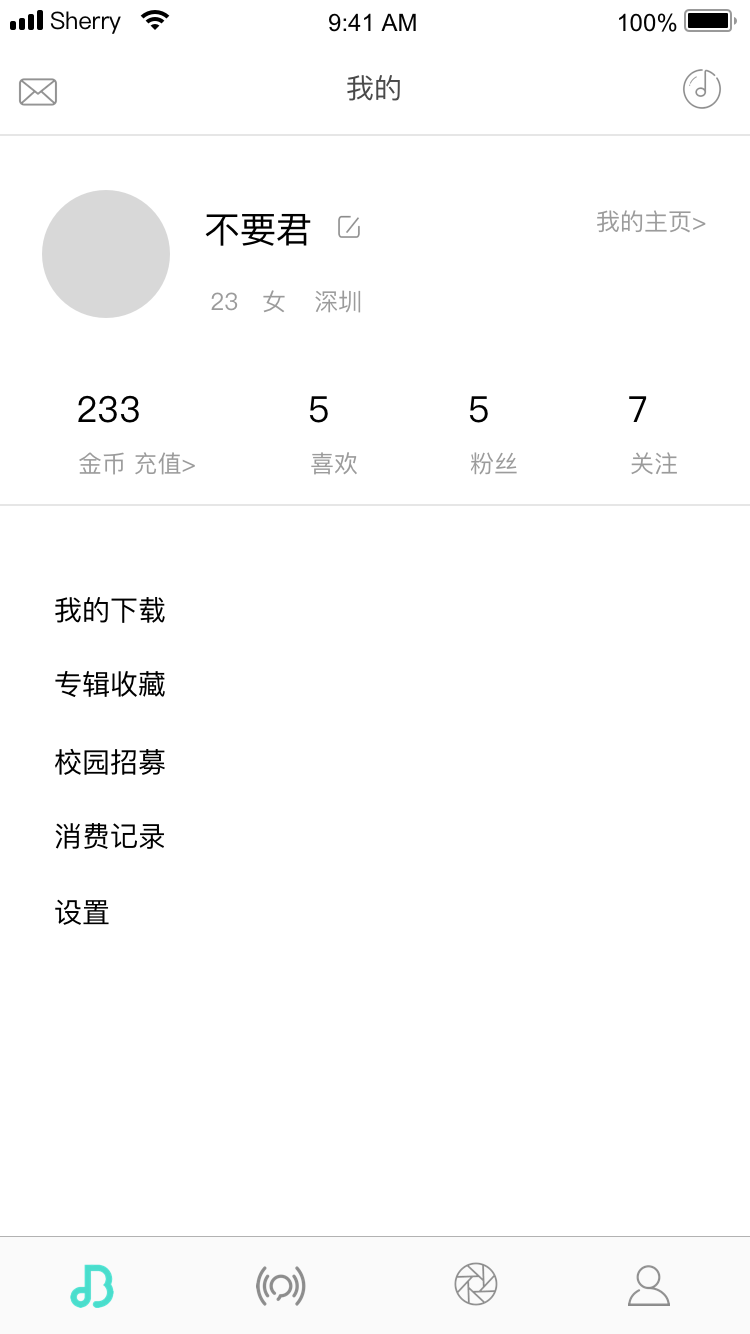 Sherry 9:41 AM 100%
我的
不要君 我的主页>
23 女 深圳
233 5 5 7
金币 充值> 喜欢 粉丝 关注
我的下载
专辑收藏
校园招募
消费记录
设置